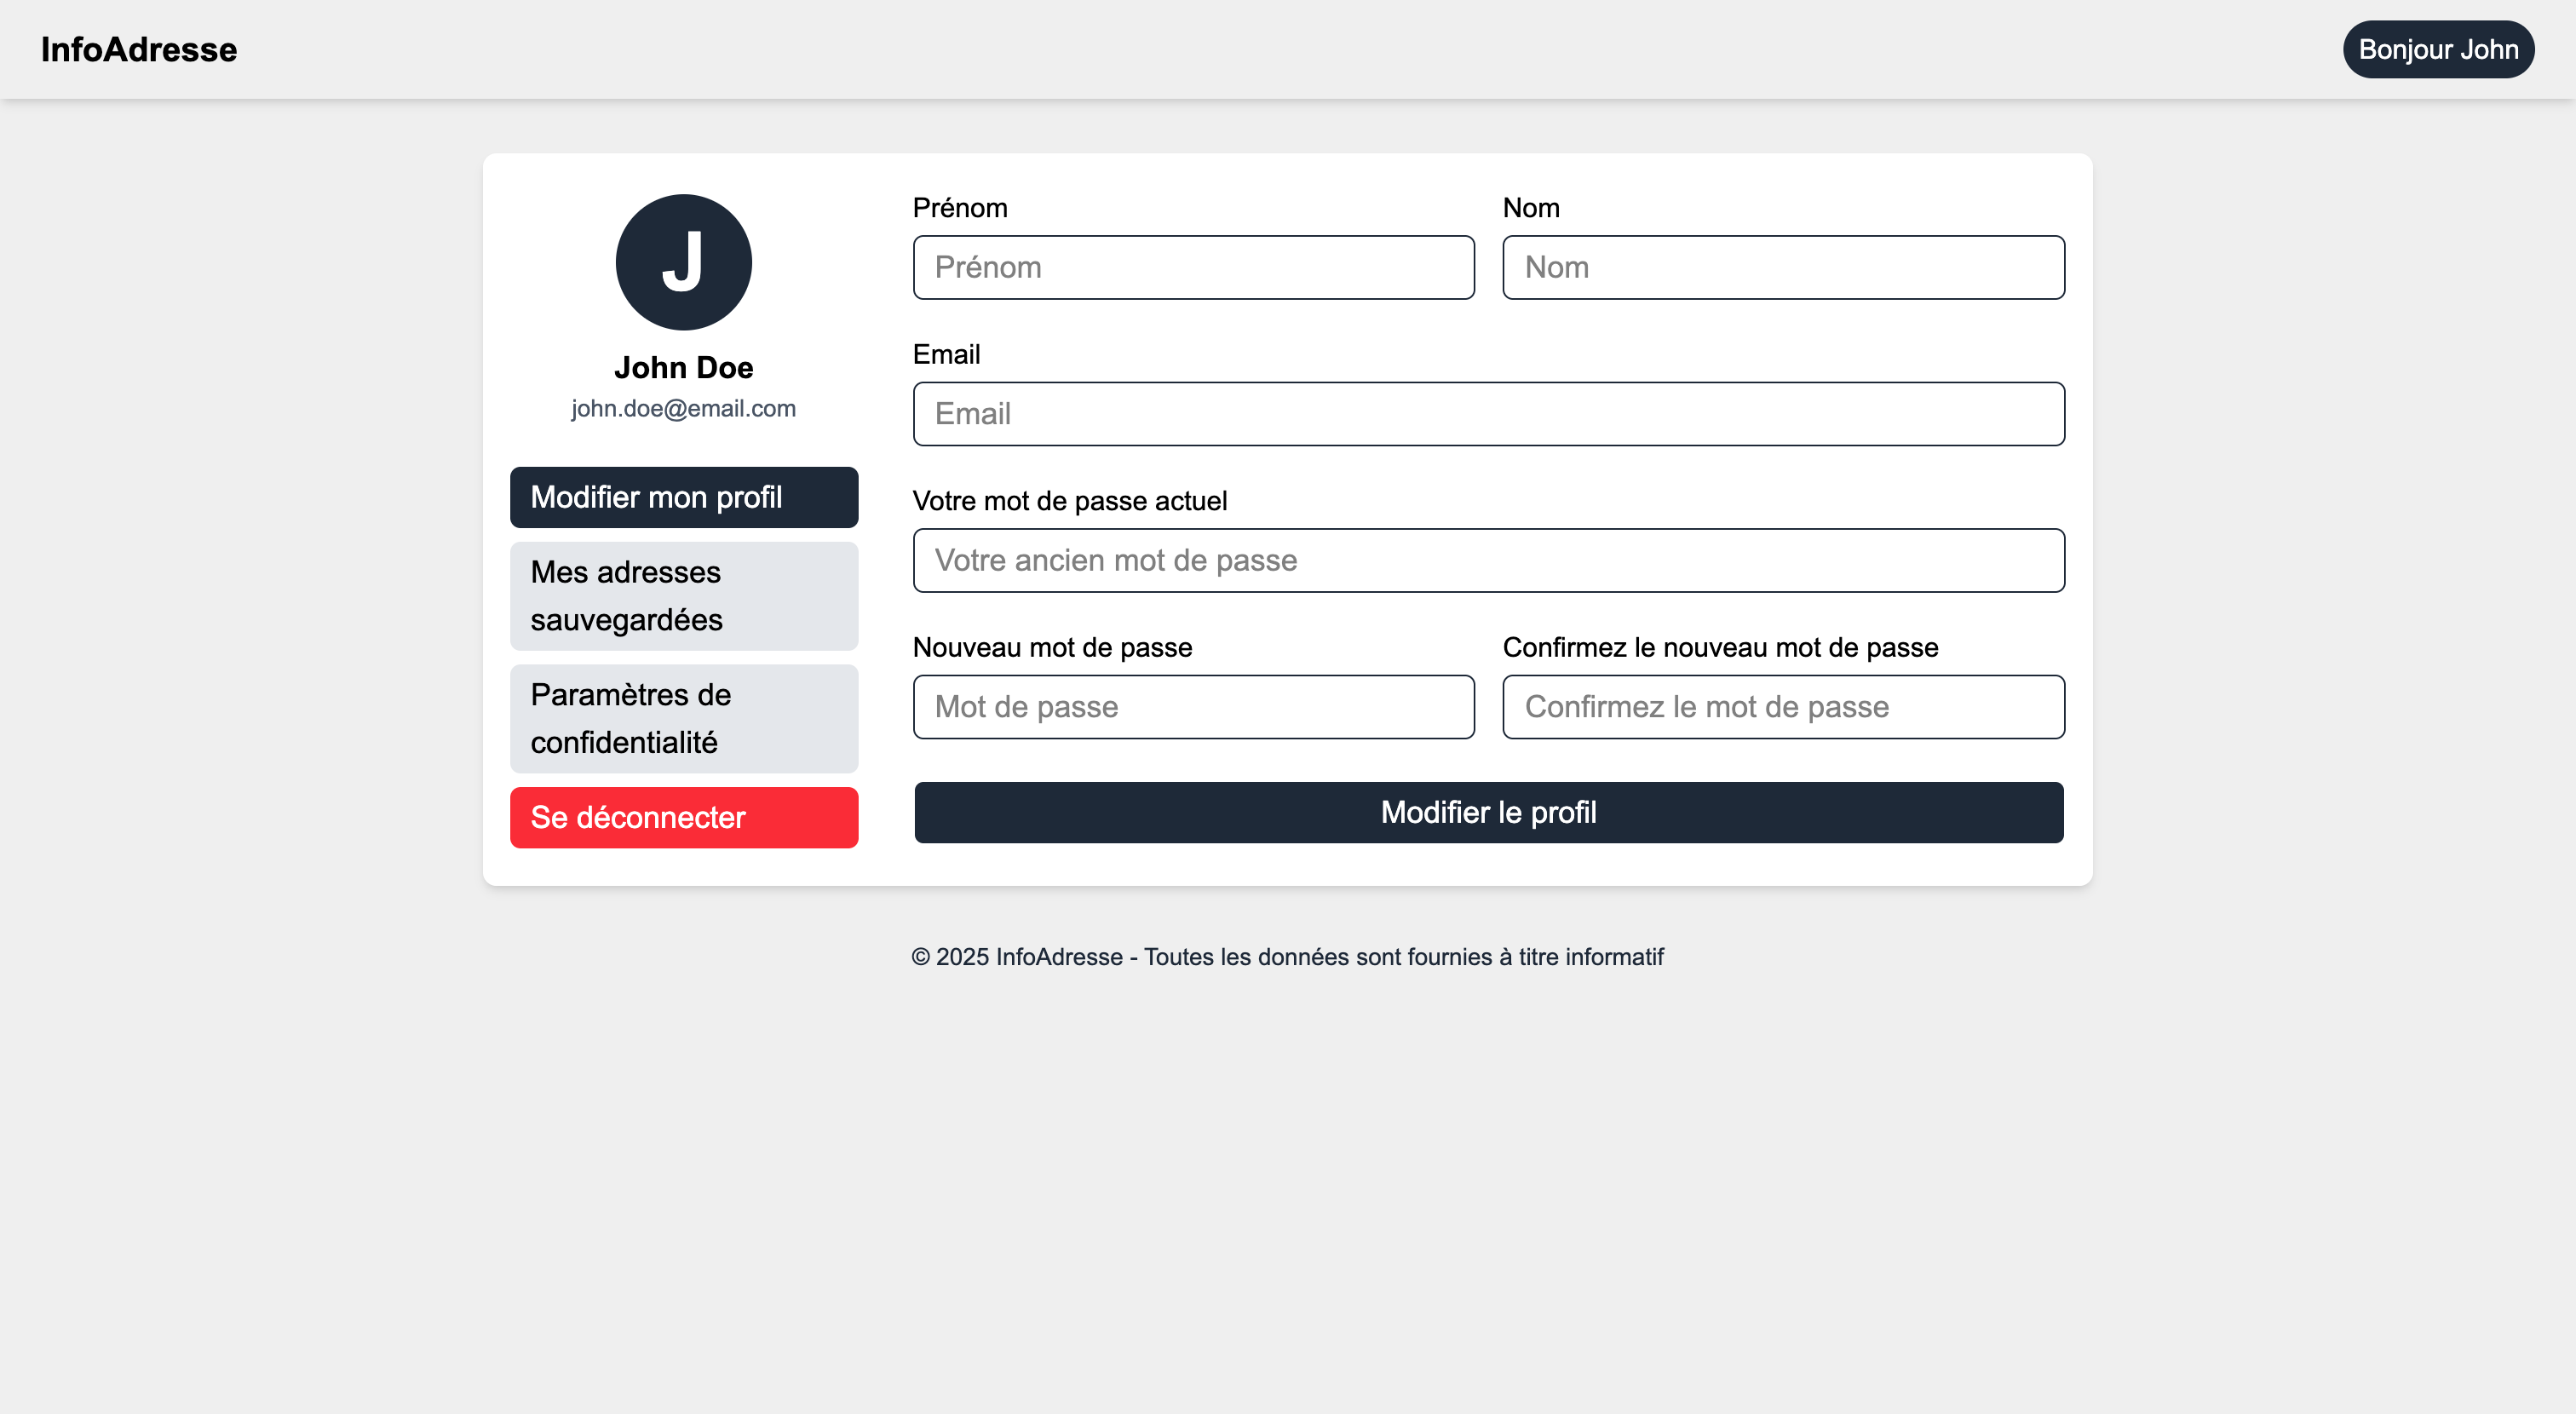 InfoAdresse
Bonjour John
J
John Doe
john.doe@email.com
Modifier mon profil
Mes adresses
sauvegardées
Paramètres de
confidentialité
Se déconnecter
Prénom
Prénom
Nom
Nom
Email
Email
Votre mot de passe actuel
Votre ancien mot de passe
Nouveau mot de passe
Mot de passe
Confirmez le nouveau mot de passe
Confirmez le mot de passe
Modifier le profil
© 2025 InfoAdresse - Toutes les données sont fournies à titre informatif